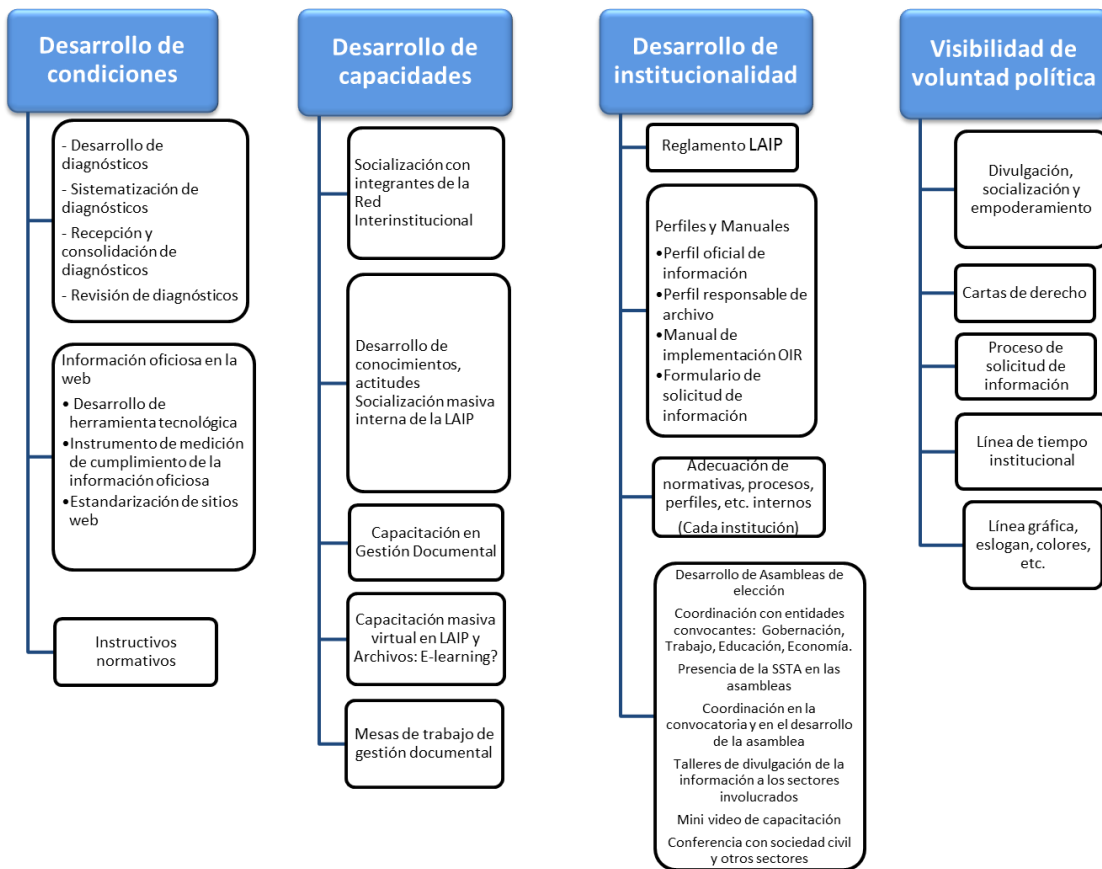 Desarrollo de
condiciones
- Desarrollo de
diagnósticos
- Sistematización de
diagnósticos
- Recepción y
consolidación de
diagnósticos
- Revisión de diagnósticos
Información oficiosa en la
web
• Desarrollo de
herramienta tecnológica
•Instrumento de medición
de cumplimiento de la
información oficiosa
•Estandarización de sitios
web
Instructivos
normativos
Desarrollo de
capacidades
Socialización con
integrantes de la
Red
Interinstitucional
Desarrollo de
conocimientos,
actitudes
Socialización masiva
interna de la LAIP
Capacitación en
Gestión Documental
Capacitación masiva
virtual en LAIP y
Archivos: E-learning?
Mesas de trabajo de
gestión documental
Desarrollo de
institucionalidad
Reglamento LAIP
Perfiles y Manuales
•Perfil oficial de
información
•Perfil responsable de
archivo
•Manual de
implementación OIR
•Formulario de
solicitud de
información
Adecuación de
normativas, procesos,
perfiles, etc. internos
(Cada institución)
Desarrollo de Asambleas de
elección
Coordinación con entidades
convocantes: Gobernación,
Trabajo, Educación, Economía.
Presencia de la SSTA en las
asambleas
Coordinación en la
convocatoria y en el desarrollo
de la asamblea
Talleres de divulgación de la
información a los sectores
involucrados
Mini video de capacitación
Conferencia con sociedad civil
y otros sectores
Visibilidad de
voluntad política
Divulgación,
socialización y
empoderamiento
Cartas de derecho
Proceso de
solicitud de
información
Línea de tiempo
institucional
Línea gráfica,
eslogan, colores,
etc.